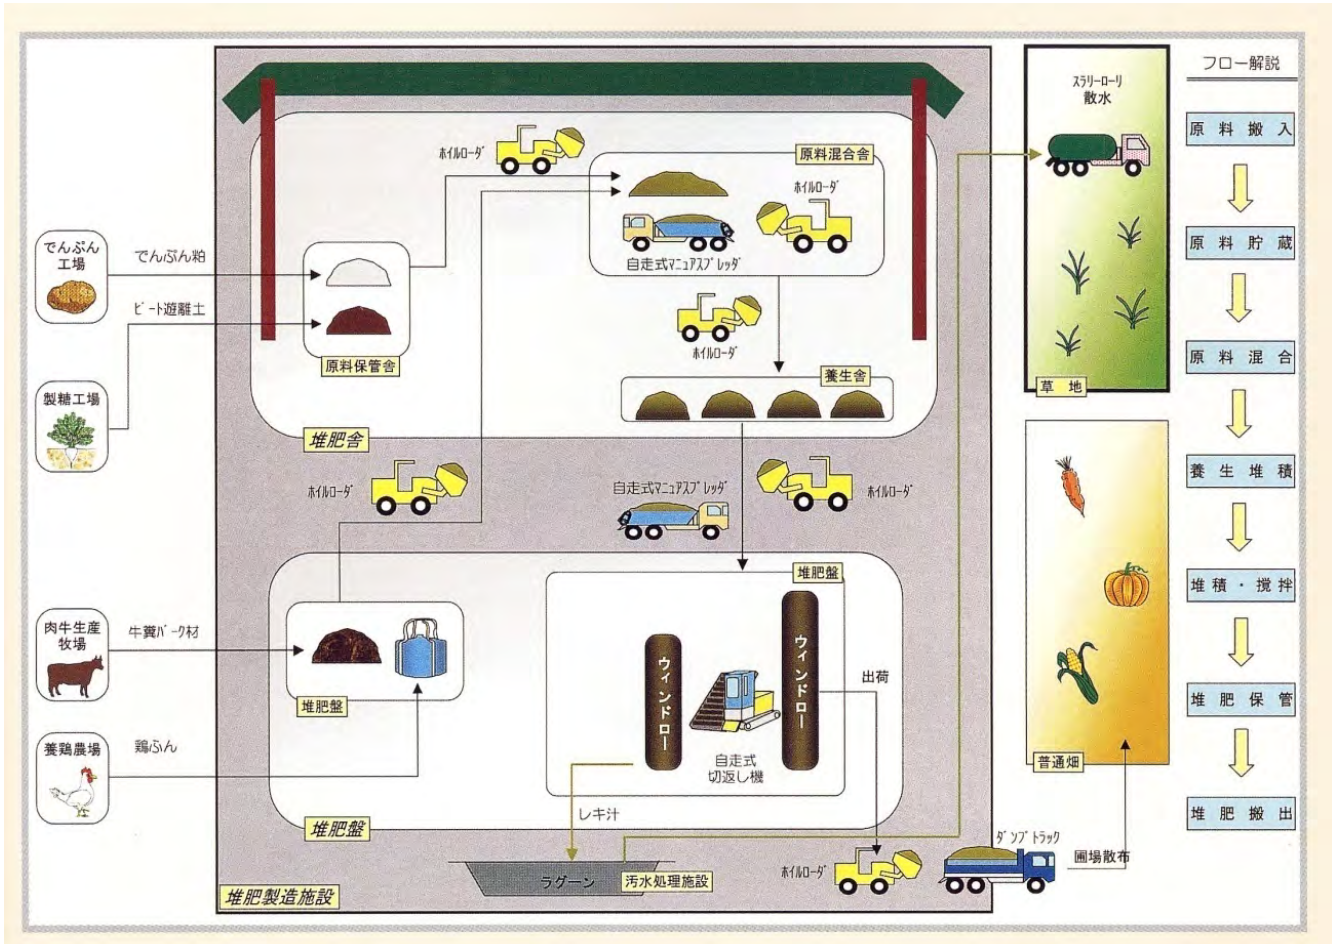 でんぷん
工場
でんぷん粕
ビート遊離土
製糖工場
肉牛生産
牧場
牛糞バーク材
養鶏農場
鶏ふん
ホイルローダ
原料混合舎
ホイルローダ
自走式マニュアスプレッダ
原料保管舎
ホイルローダ
養生舎
堆肥舎
ホイルローダ
自走式マニュアスプレッダ
ホイルローダ
堆肥盤
堆肥盤
ウィンドロー
ウィンドロー
自走式
切返し機
出荷
レキ汁
堆肥盤
ラグーン
汚水処理施設
ホイルローダ
ダンプトラック
圃場散布
堆肥製造施設
スラリーローリ
散水
草地
普通畑
フロー解説
原料搬入
原料貯蔵
原料混合
養生堆積
堆積・撹拌
堆肥保管
堆肥搬出